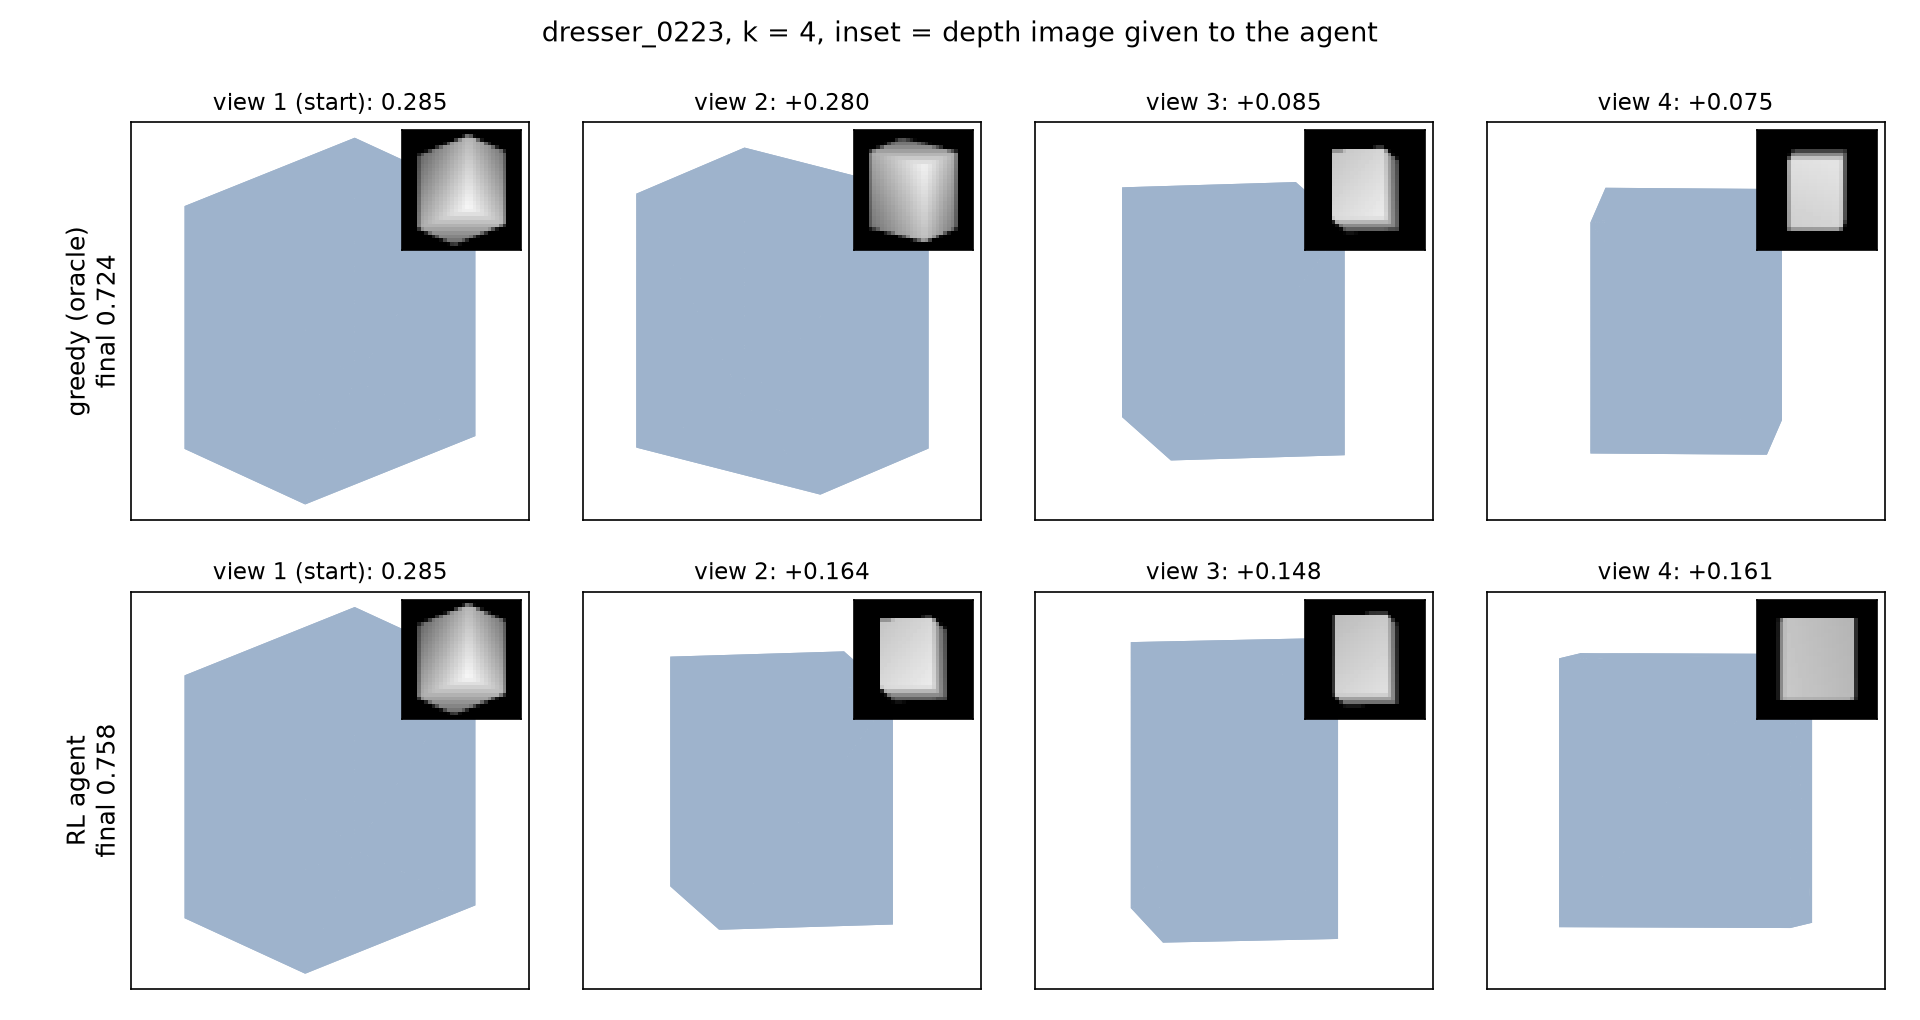 dresser_0223, k = 4, inset = depth image given to the agent
greedy (oracle)
final 0.724
view 1 (start): 0.285
view 2: +0.280
view 3: +0.085
view 4: +0.075
RL agent
final 0.758
view 1 (start): 0.285
view 2: +0.164
view 3: +0.148
view 4: +0.161